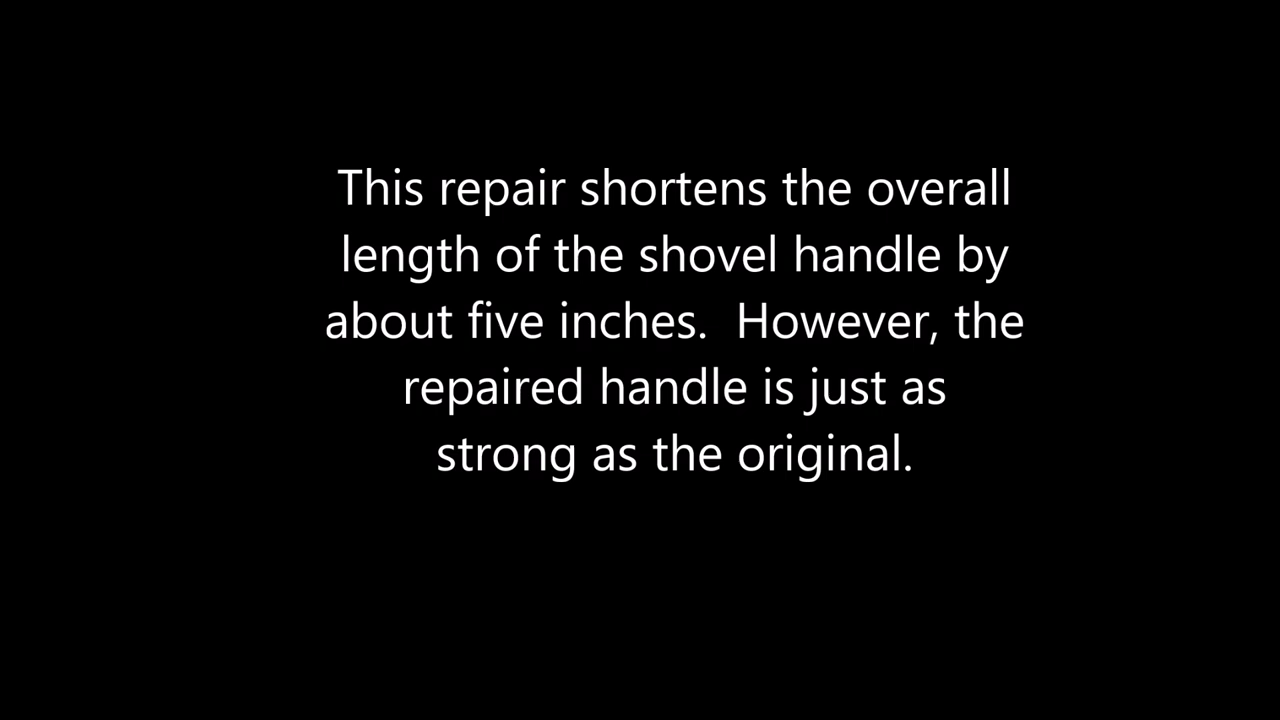 This repair shortens the overall
length of the shovel handle by
about five inches.  However, the
repaired handle is just as
strong as the original.